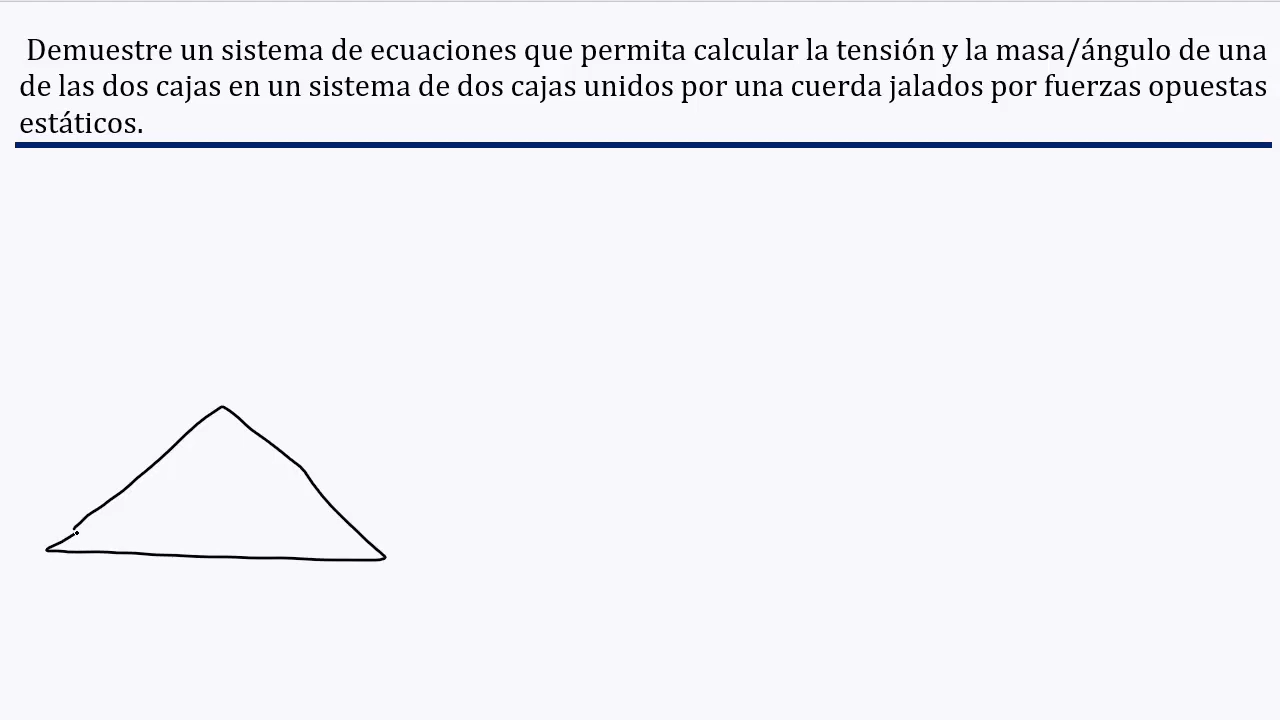 Demuestre un sistema de ecuaciones que permita calcular la tensión y la masa/ángulo de una
de las dos cajas en un sistema de dos cajas unidos por una cuerda jalados por fuerzas opuestas
estáticos.